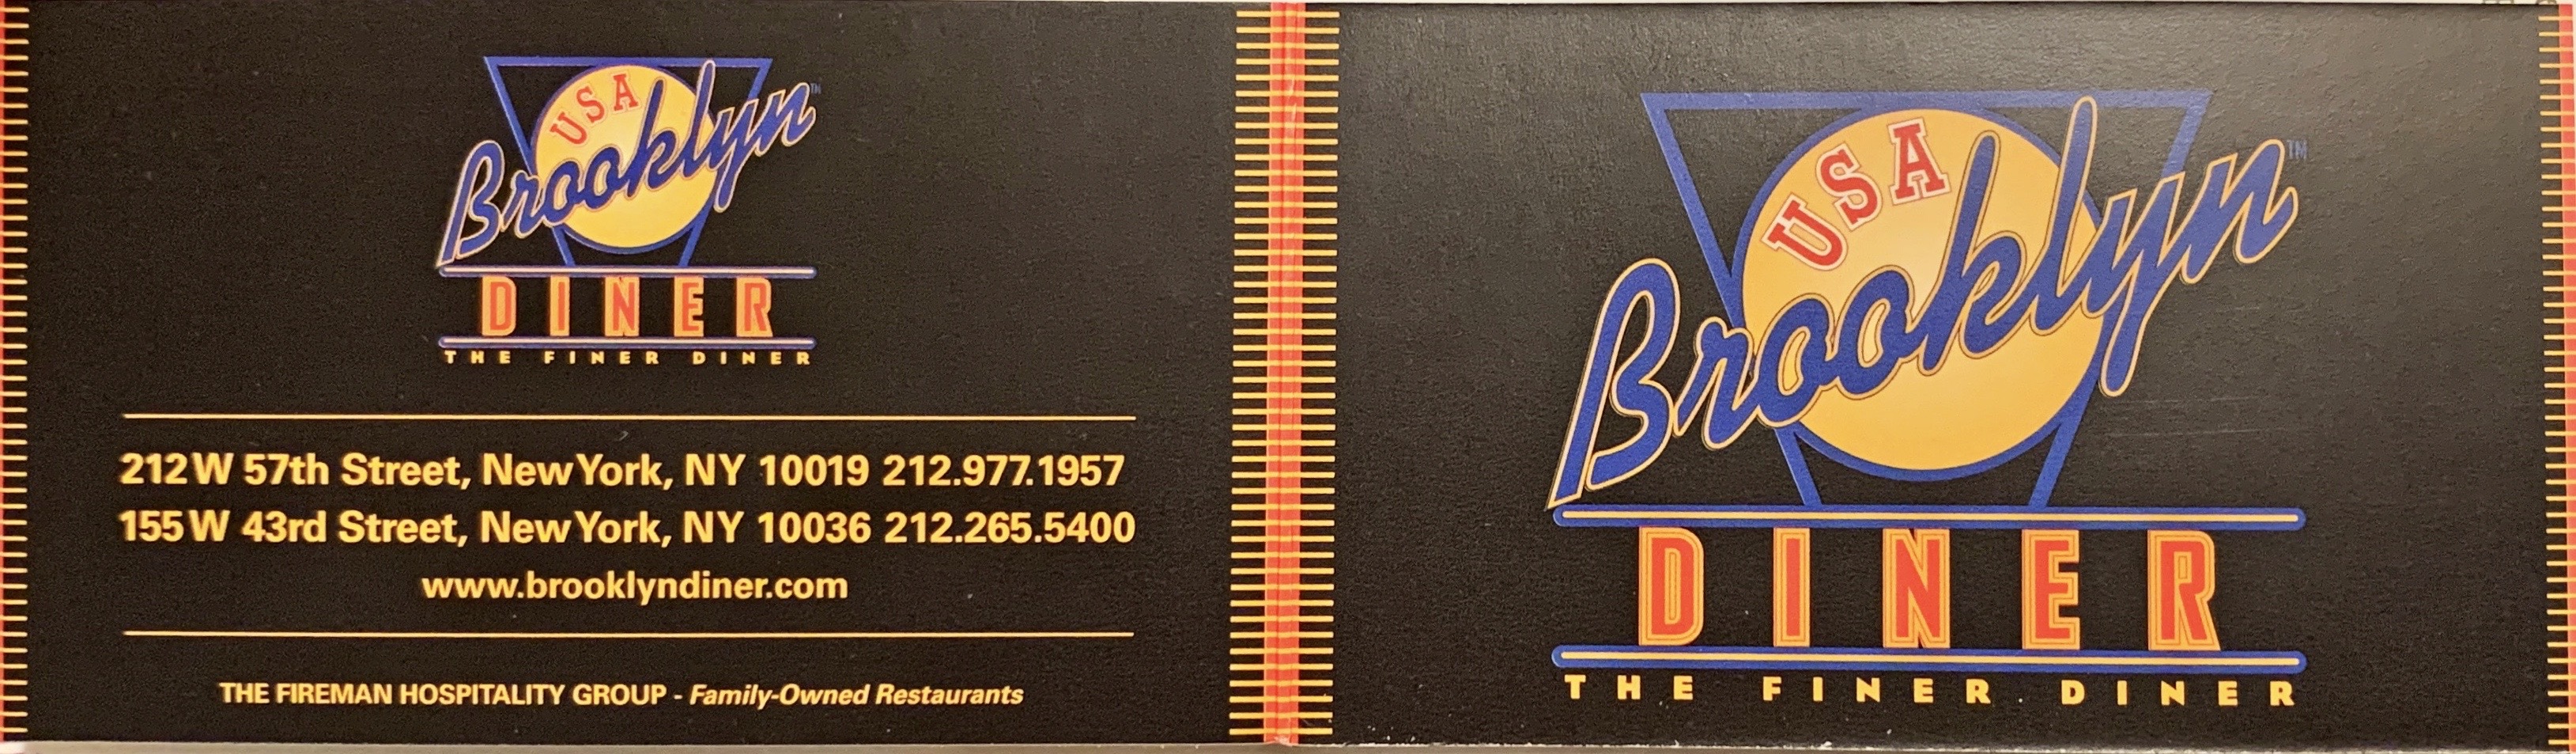 USA
Brooklyn™
DINER
THE FINER DINER
212 W 57th Street, New York, NY 10019 212.977.1957
155 W 43rd Street, New York, NY 10036 212.265.5400
www.brooklyndiner.com
THE FIREMAN HOSPITALITY GROUP - Family-Owned Restaurants
USA
Brooklyn™
DINER
THE FINER DINER